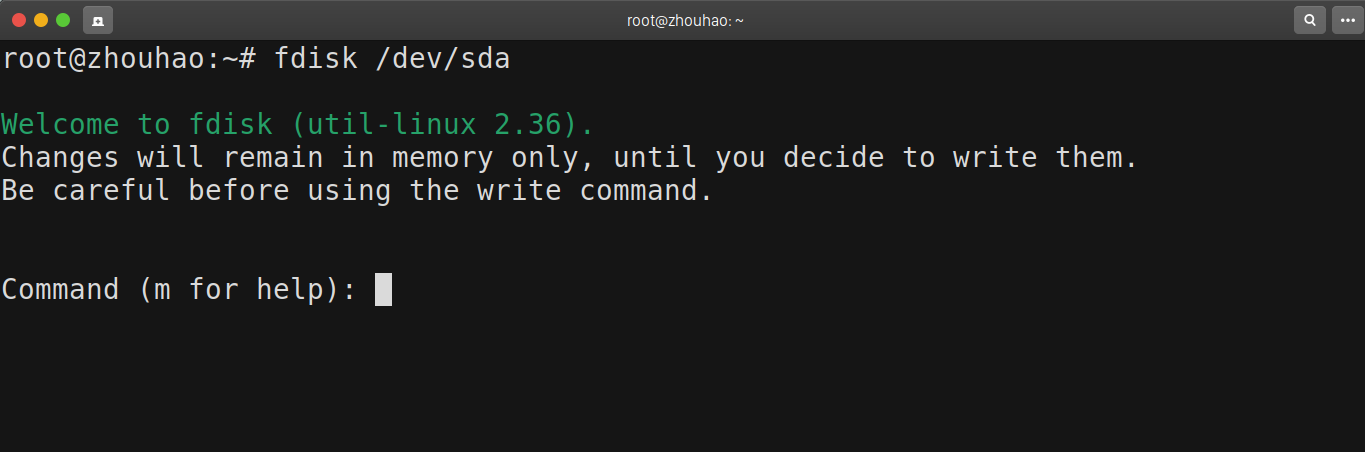 root@zhouhao: ~
root@zhouhao:~# fdisk /dev/sda
Welcome to fdisk (util-linux 2.36).
Changes will remain in memory only, until you decide to write them.
Be careful before using the write command.
Command (m for help):